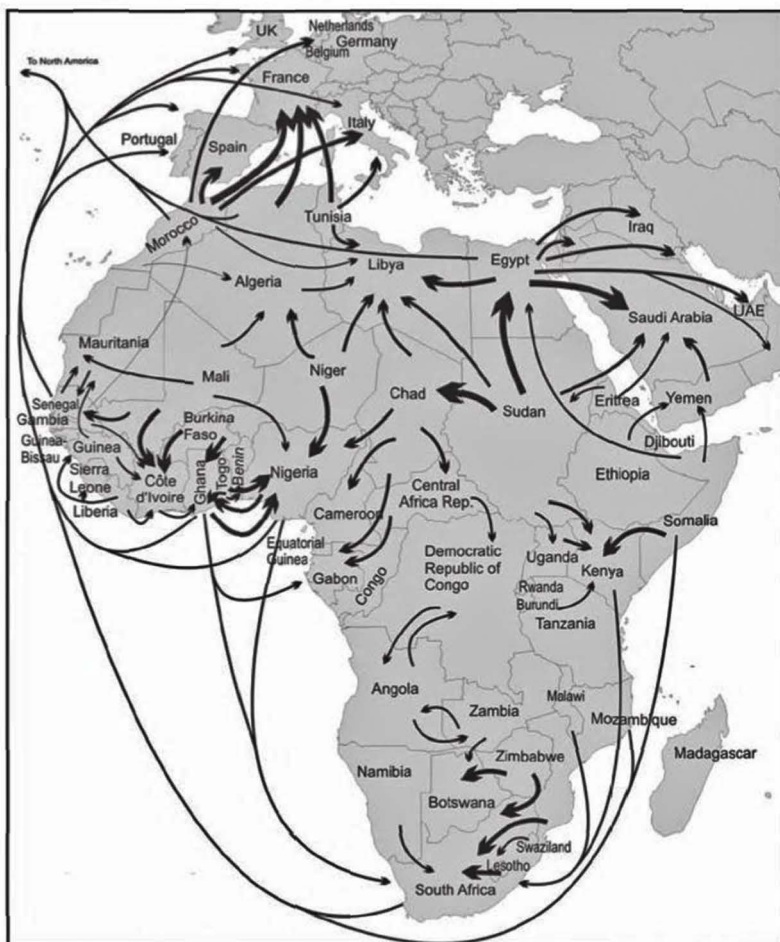 UK
Netherlands
Germany
Belgium
To North America
France
Italy
Portugal
Spain
Morocco
Tunisia
Iraq
Libya
Egypt
Algeria
Saudi Arabia
UAE
Mauritania
Mali
Niger
Chad
Sudan
Eritrea
Yemen
Senegal
Gambia
Burkina
Faso
Djibouti
Guinea-
Bissau
Guinea
Sierra
Leone
Côte
d'Ivoire
Ghana
Togo
Benin
Nigeria
Ethiopia
Central
Africa Rep.
Liberia
Cameroon
Somalia
Equatorial
Guinea
Democratic
Republic of
Congo
Uganda
Kenya
Gabon
Congo
Rwanda
Burundi
Tanzania
Angola
Malawi
Zambia
Mozambique
Zimbabwe
Madagascar
Namibia
Botswana
Swaziland
Lesotho
South Africa